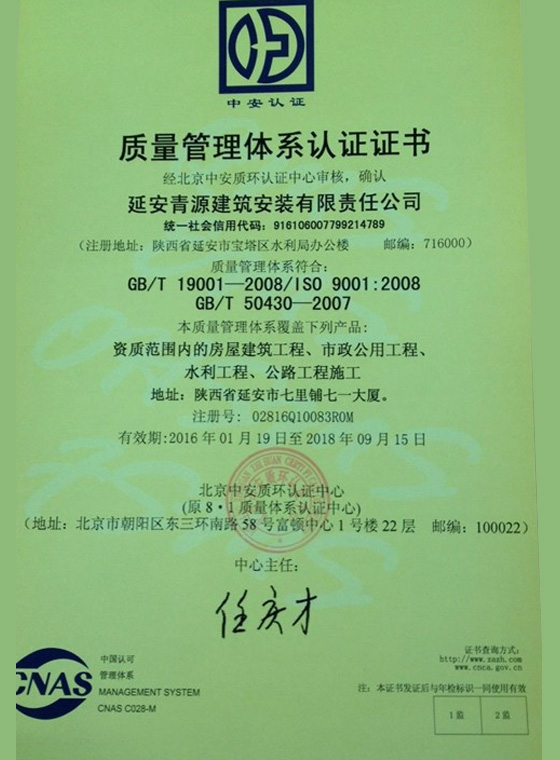 中安认证
质量管理体系认证证书
经北京中安质环认证中心审核，确认
延安青源建筑安装有限责任公司
统一社会信用代码：916106007799214789
（注册地址：陕西省延安市宝塔区水利局办公楼 邮编：716000）
质量管理体系符合：
GB/T 19001—2008/ISO 9001:2008
GB/T 50430—2007
本质量管理体系覆盖下列产品：
资质范围内的房屋建筑工程、市政公用工程、
水利工程、公路工程施工
地址：陕西省延安市七里铺七一大厦。
注册号：02816Q10083R0M
有效期：2016年01月19日至2018年09月15日
北京中安质环认证中心
（原8·1质量体系认证中心）
（地址：北京市朝阳区东三环南路58号富顿中心1号楼22层 邮编：100022）
中心主任：
任庆才
CNAS
中国认可
管理体系
MANAGEMENT SYSTEM
CNAS C028-M
证书查询方式：
http://www.zazh.com
www.cnca.gov.cn
注：本证书发证后与年检标识一同使用有效
1监 2监